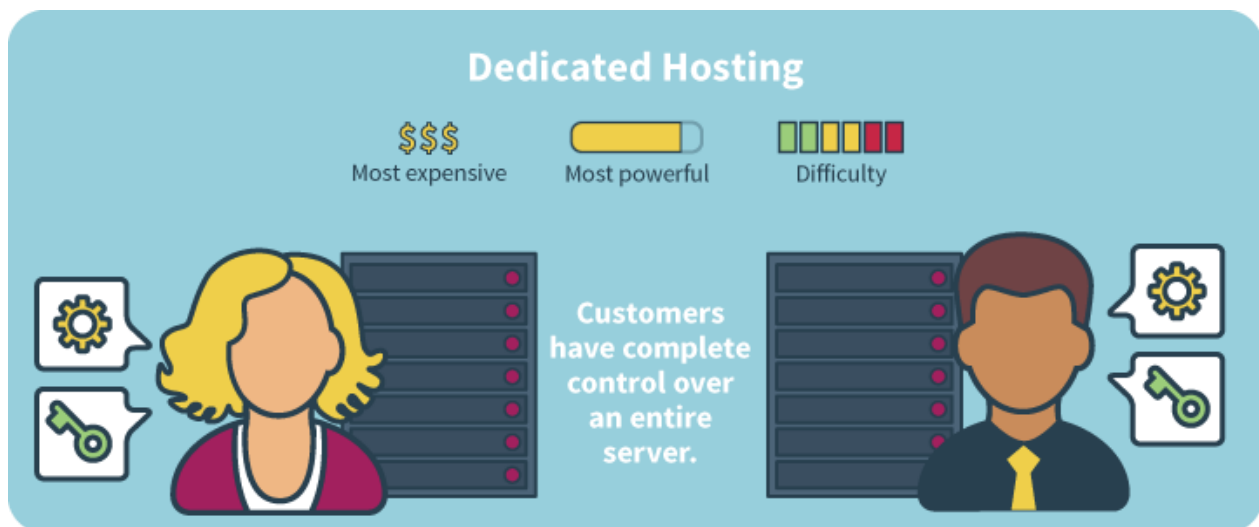 Dedicated Hosting
$$$
Most expensive
Most powerful
Difficulty
Customers
have complete
control over
an entire
server.